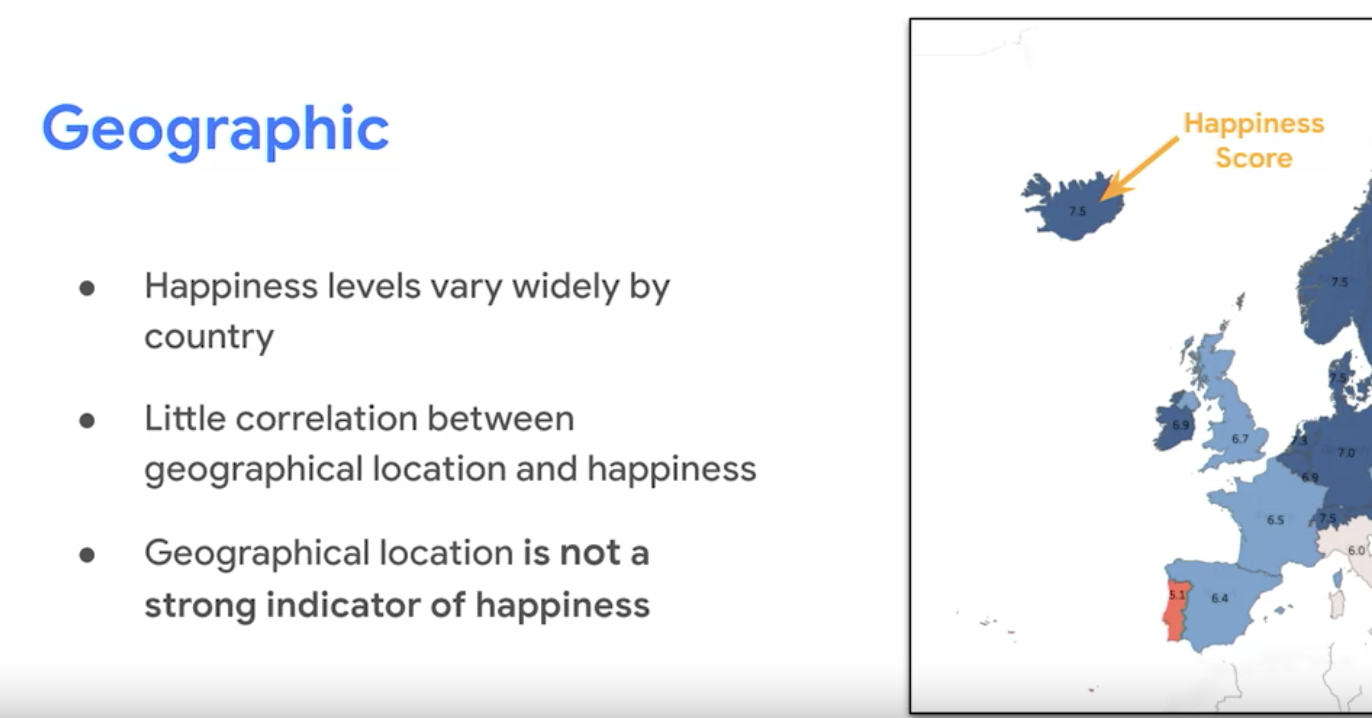 Geographic
Happiness levels vary widely by
country
Little correlation between
geographical location and happiness
Geographical location is not a
strong indicator of happiness
Happiness
Score
7.5
7.5
7.5
6.9
6.7
7.3
7.0
6.9
6.5
7.5
6.0
5.1
6.4